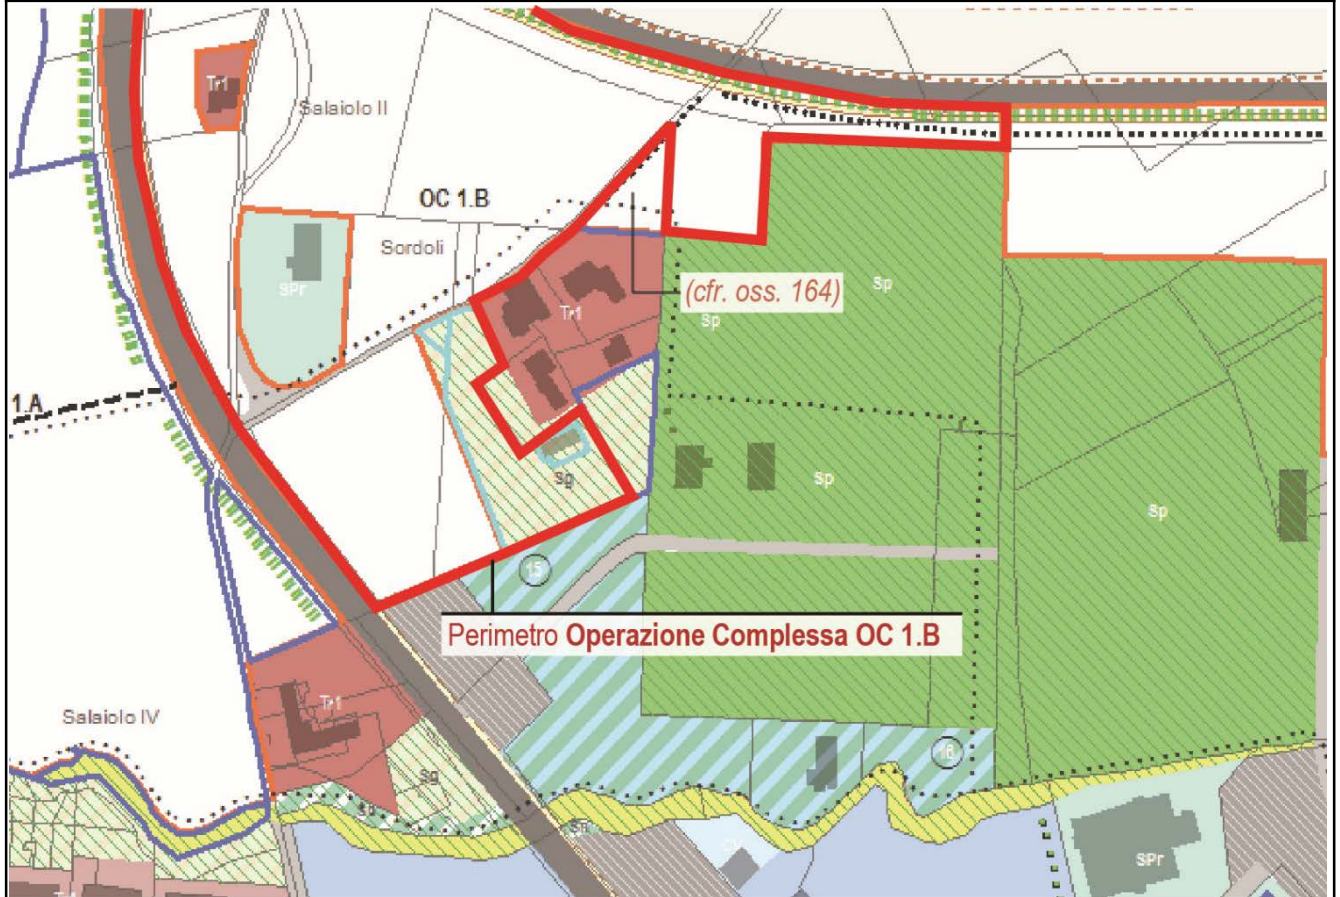 Tr1
Salaiolo II
OC 1.B
Sordoli
SPr
(cfr. oss. 164)
Sp
Tr1
Sp
1.A
Sg
Sp
Sp
15
Perimetro Operazione Complessa OC 1.B
Tr1
Salaiolo IV
16
Sg
SPr